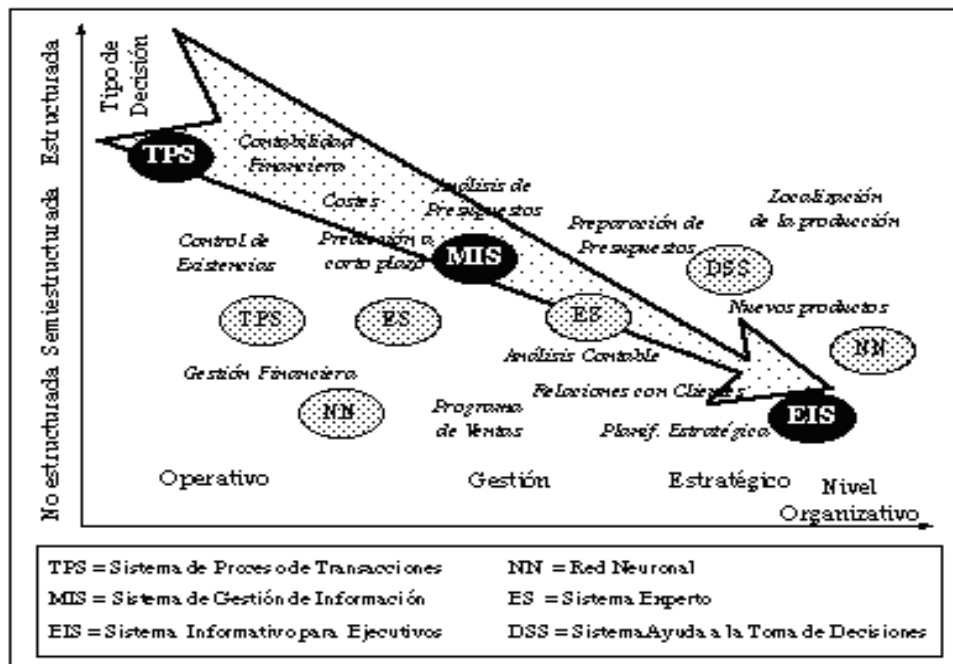 Estructurada
Semiestructurada
No estructurada
Tipo de
Decisión
TPS
Contabilidad
Financiera
Costes
Análisis de
Presupuestos
Localización
de la producción
Preparación de
Presupuestos
Control de
Existencias
Predicción a
corto plazo
MIS
DSS
Nuevos productos
TPS
ES
ES
NN
Análisis Contable
Gestión Financiera
NN
Relaciones con Clientes
Programa
de Ventas
Planif. Estratégica
EIS
Operativo
Gestión
Estratégico
Nivel
Organizativo
TPS = Sistema de Proceso de Transacciones
NN = Red Neuronal
MIS = Sistema de Gestión de Información
ES = Sistema Experto
EIS = Sistema Informativo para Ejecutivos
DSS = Sistema Ayuda a la Toma de Decisiones